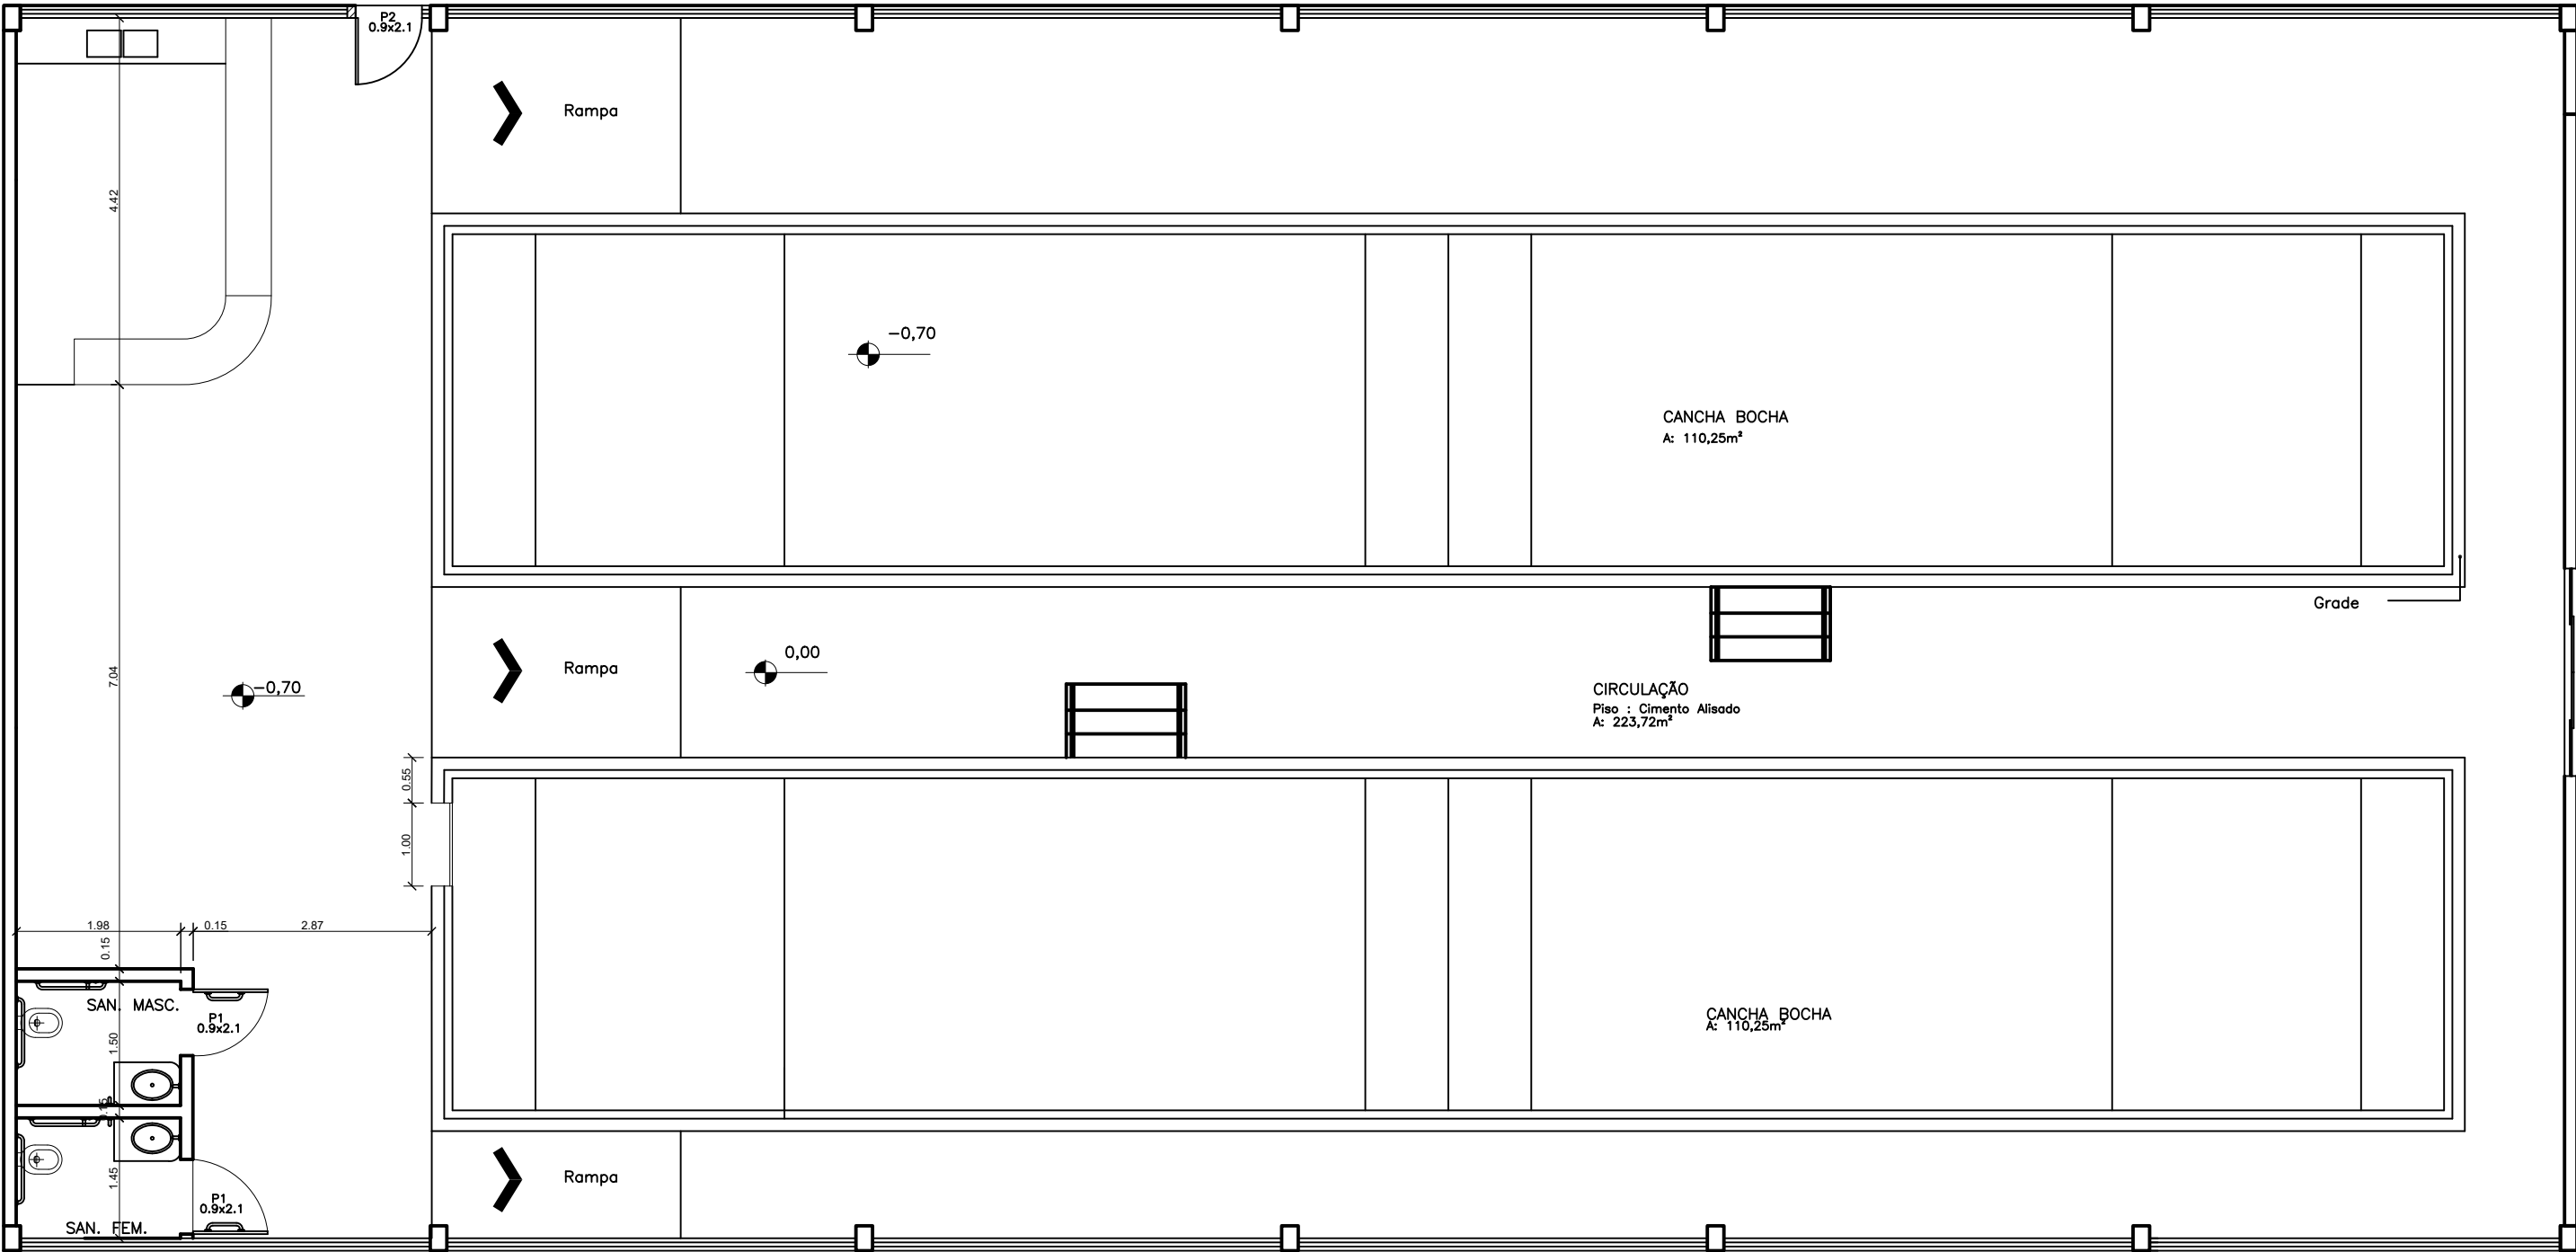 P2
0.9x2.1
Rampa
4.42
-0,70
CANCHA BOCHA
A: 110,25m²
Grade
0,00
Rampa
7.04
-0,70
CIRCULAÇÃO
Piso : Cimento Alisado
A: 223,72m²
0.55
1.00
1.98
0.15
2.87
0.15
SAN. MASC.
P1
0.9x2.1
1.50
CANCHA BOCHA
A: 110,25m²
0.15
1.45
Rampa
P1
0.9x2.1
SAN. FEM.